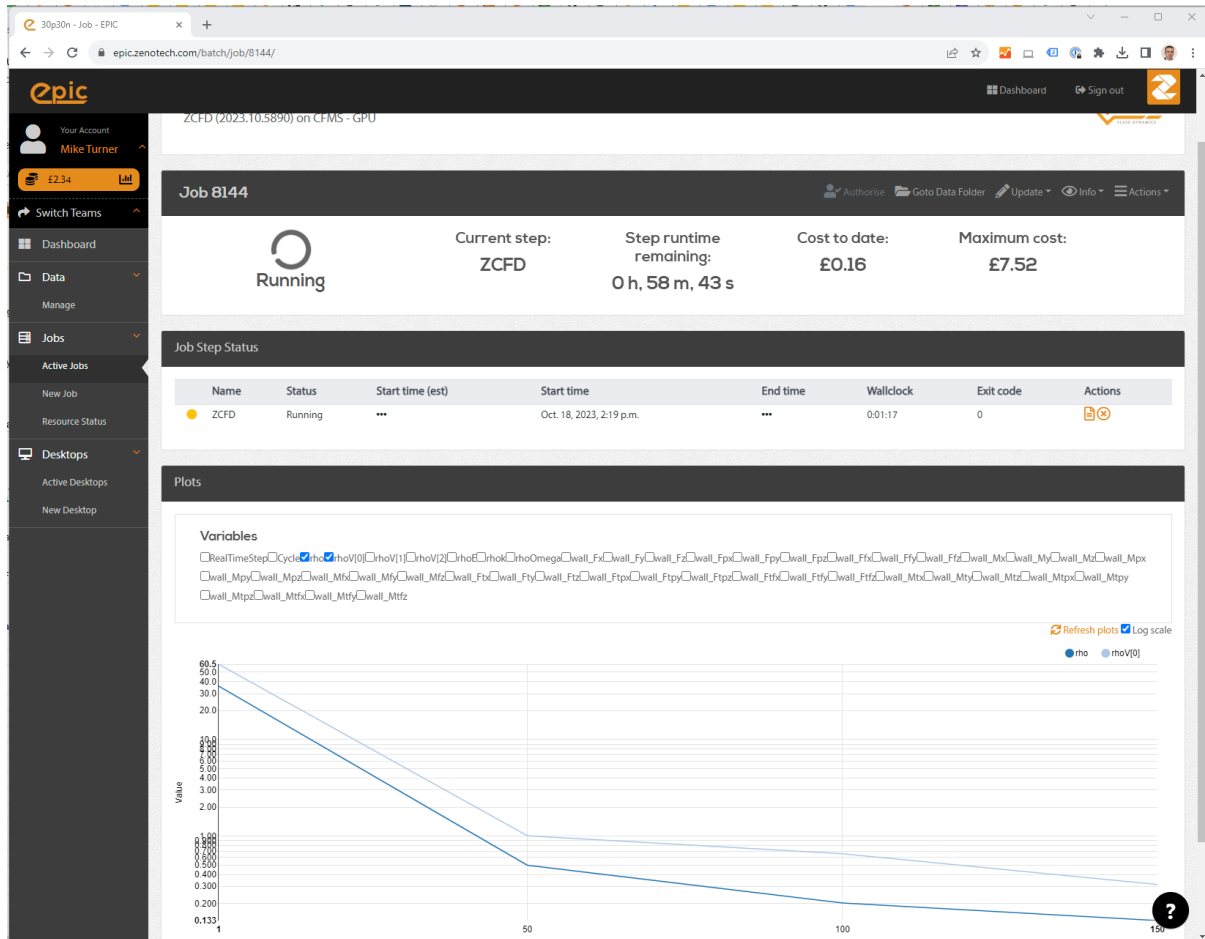 30p30n - Job - EPIC
epic.zenotech.com/batch/job/8144/
epic
Dashboard
Sign out
Your Account
Mike Turner
£2.34
Switch Teams
Dashboard
Data
Manage
Jobs
Active Jobs
New Job
Resource Status
Desktops
Active Desktops
New Desktop
ZCFD (2023.10.5890) on CFMS - GPU
FLUID DYNAMICS
Job 8144
Authorise Goto Data Folder Update Info Actions
Running
Current step:
ZCFD
Step runtime
remaining:
0 h, 58 m, 43 s
Cost to date:
£0.16
Maximum cost:
£7.52
Job Step Status
Name Status Start time (est) Start time End time Wallclock Exit code Actions
ZCFD Running ••• Oct. 18, 2023, 2:19 p.m. ••• 0:01:17 0
Plots
Variables
RealTimeStep Cycle rho rhoV[0] rhoV[1] rhoV[2] rhoE rhok rhoOmega wall_Fx wall_Fy wall_Fz wall_Fpx wall_Fpy wall_Fpz wall_Ffx wall_Ffy wall_Ffz wall_Mx wall_My wall_Mz wall_Mpx
wall_Mpy wall_Mpz wall_Mfx wall_Mfy wall_Mfz wall_Ftx wall_Fty wall_Ftz wall_Ftpx wall_Ftpy wall_Ftpz wall_Ftfx wall_Ftfy wall_Ftfz wall_Mtx wall_Mty wall_Mtz wall_Mtpx wall_Mtpy
wall_Mtpz wall_Mtfx wall_Mtfy wall_Mtfz
Refresh plots Log scale
rho rhoV[0]
60.5
50.0
40.0
30.0
20.0
10.0
6.00
5.00
4.00
3.00
2.00
1.00
0.600
0.500
0.400
0.300
0.200
0.133
Value
1 50 100 150
?